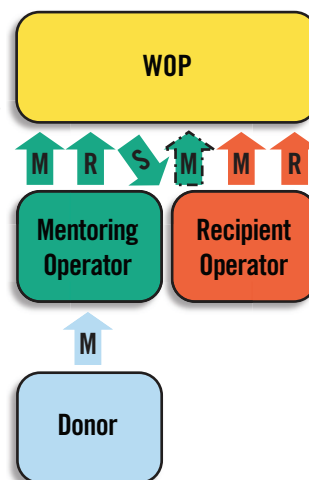 WOP
M R S M M R
Mentoring Recipient
Operator Operator
M
Donor